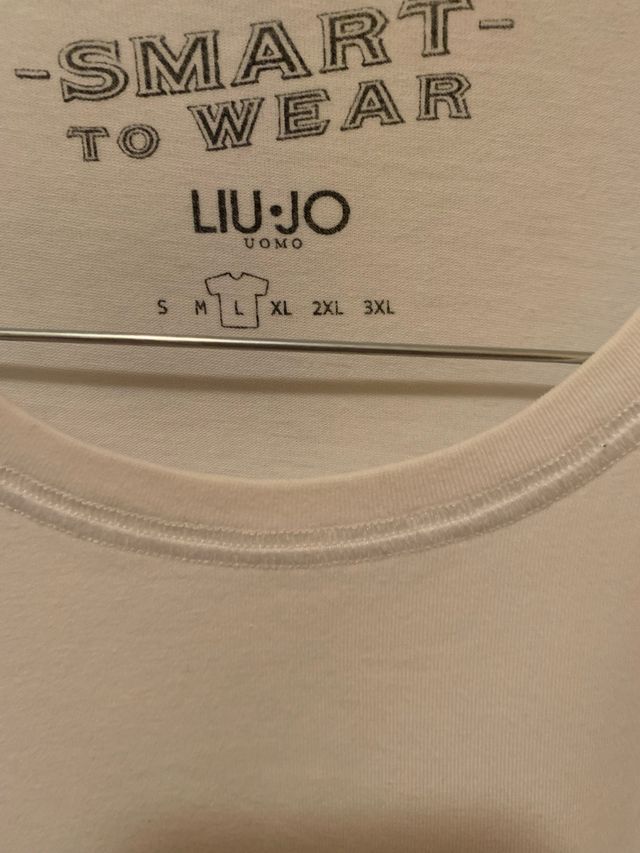 -SMART-
TO WEAR
LIU·JO
UOMO
S M L XL 2XL 3XL